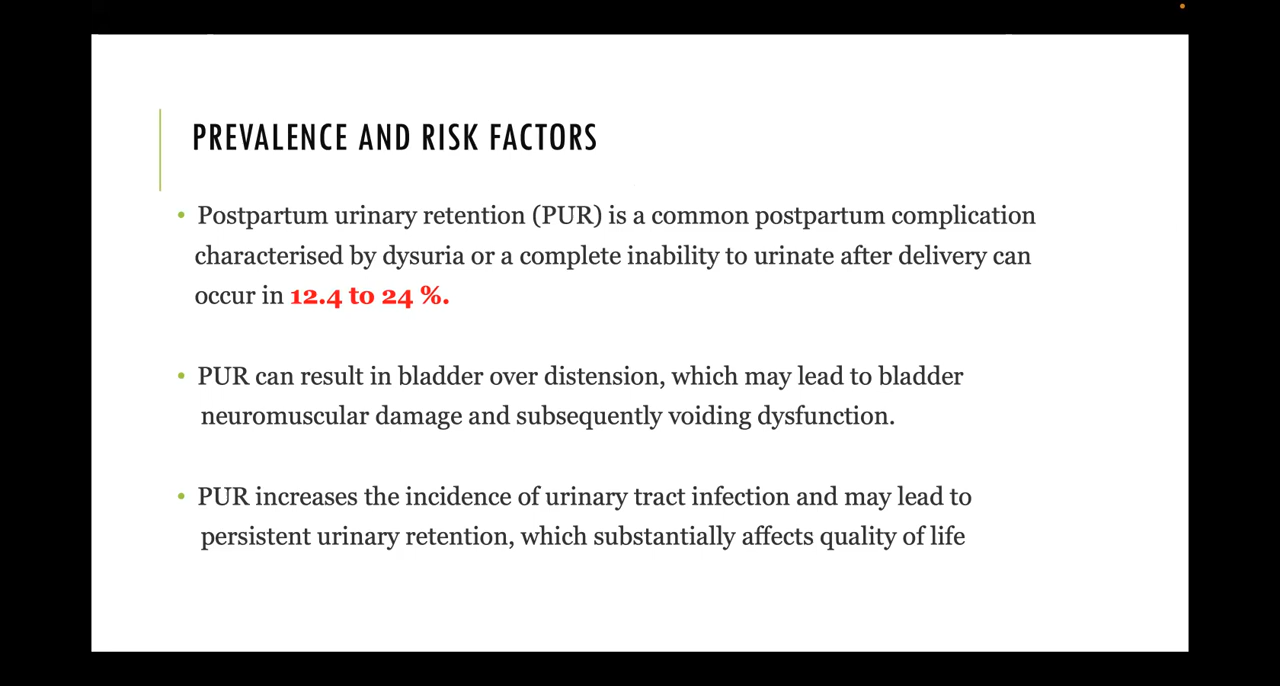 PREVALENCE AND RISK FACTORS
• Postpartum urinary retention (PUR) is a common postpartum complication
characterised by dysuria or a complete inability to urinate after delivery can
occur in 12.4 to 24 %.
• PUR can result in bladder over distension, which may lead to bladder
neuromuscular damage and subsequently voiding dysfunction.
• PUR increases the incidence of urinary tract infection and may lead to
persistent urinary retention, which substantially affects quality of life